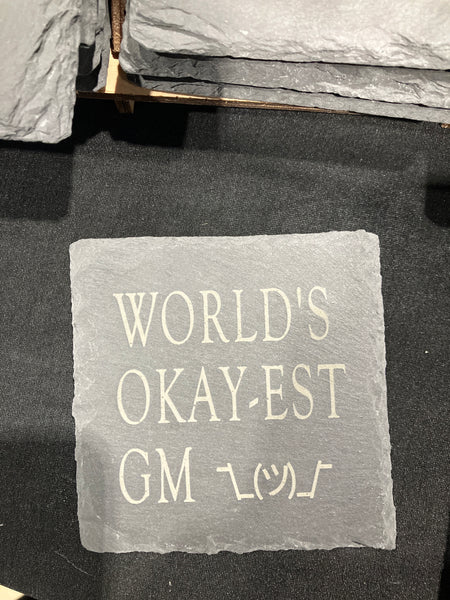 WORLD'S
OKAY-EST
GM ¯\_(ツ)_/¯